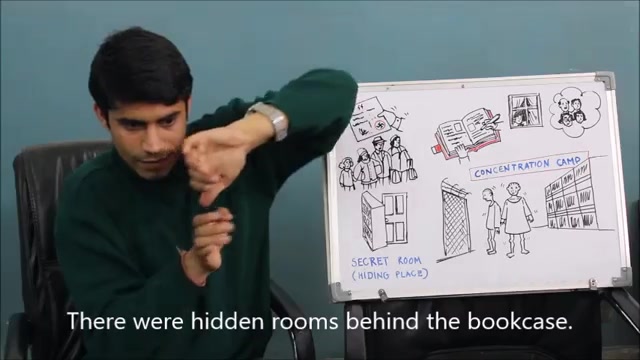 CONCENTRATION CAMP
SECRET ROOM
(HIDING PLACE)
There were hidden rooms behind the bookcase.